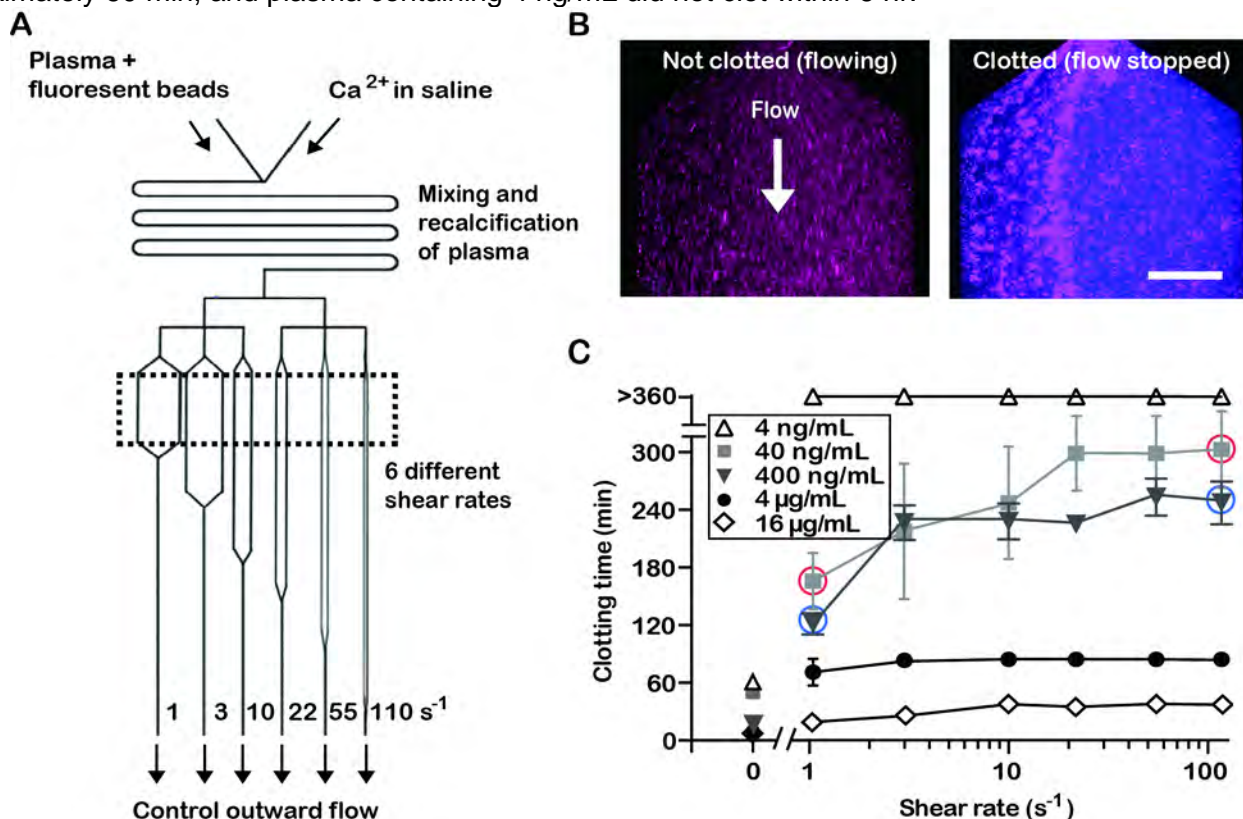 A
Plasma +
fluoresent beads
Ca 2+ in saline
Mixing and
recalcification
of plasma
6 different
shear rates
1 3 10 22 55 110 s-1
Control outward flow
B
Not clotted (flowing)
Flow
Clotted (flow stopped)
C
Clotting time (min)
>360
300
240
180
120
60
0
4 ng/mL
40 ng/mL
400 ng/mL
4 µg/mL
16 µg/mL
0 1 10 100
Shear rate (s-1)